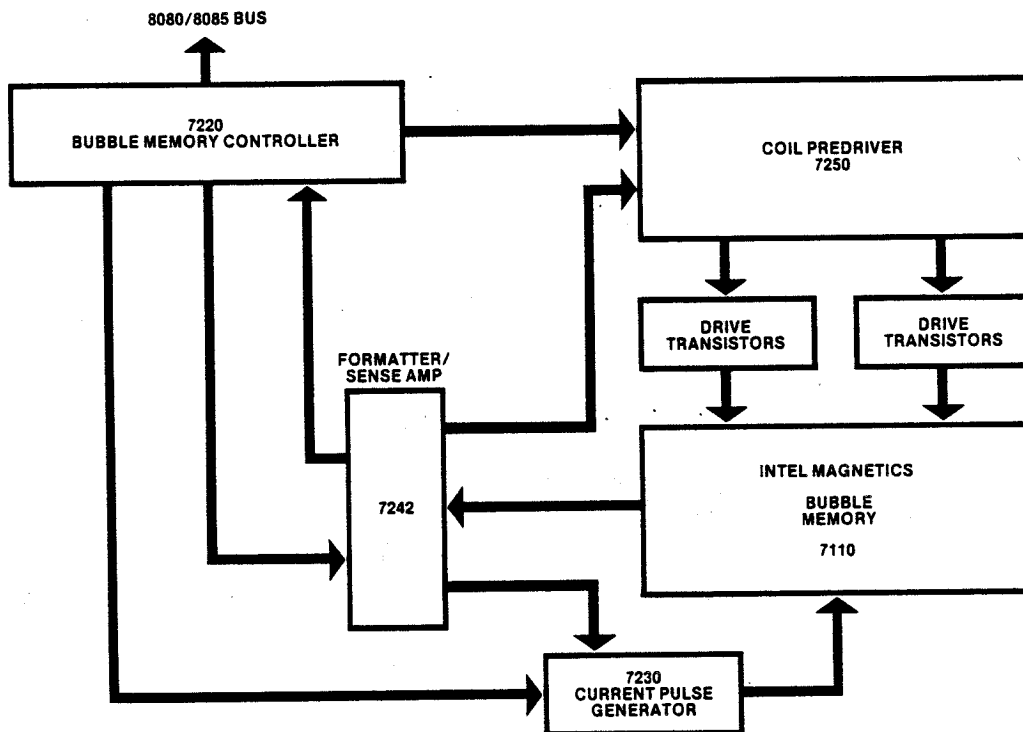 8080/8085 BUS
7220
BUBBLE MEMORY CONTROLLER
COIL PREDRIVER
7250
DRIVE
TRANSISTORS
DRIVE
TRANSISTORS
FORMATTER/
SENSE AMP
7242
INTEL MAGNETICS
BUBBLE
MEMORY
7110
7230
CURRENT PULSE
GENERATOR